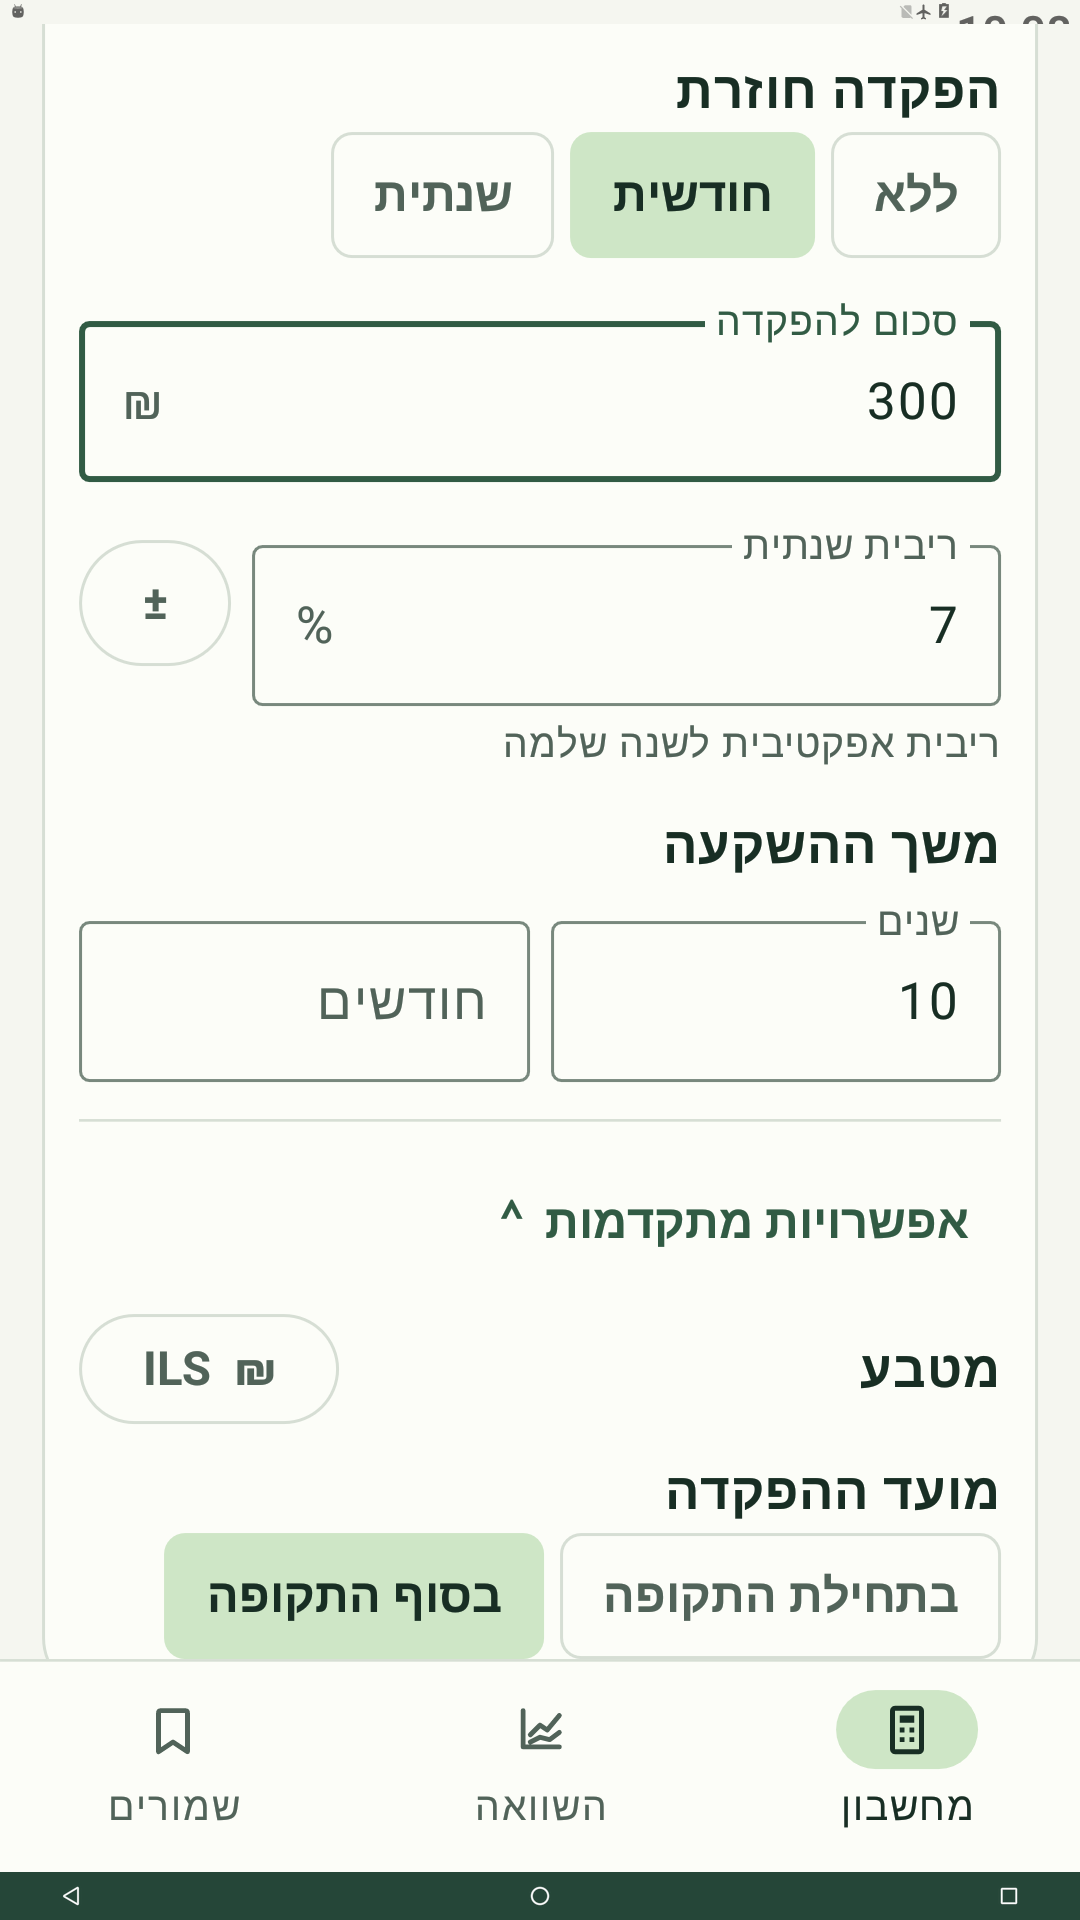 הפקדה חוזרת
ללא
חודשית
שנתית
סכום להפקדה
300 ₪
ריבית שנתית
7 %
±
ריבית אפקטיבית לשנה שלמה
משך ההשקעה
שנים
10
חודשים
אפשרויות מתקדמות ^
מטבע
₪ ILS
מועד ההפקדה
בתחילת התקופה
בסוף התקופה
מחשבון
השוואה
שמורים